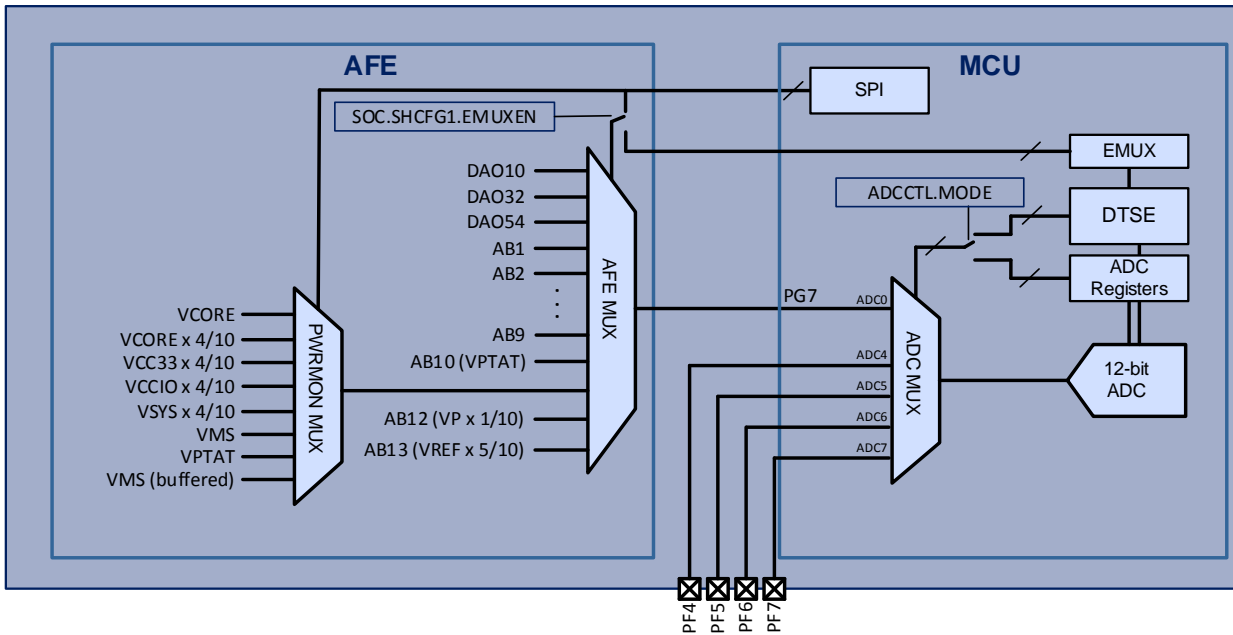 AFE
MCU
SPI
SOC.SHCFG1.EMUXEN
EMUX
DAO10
DAO32
DAO54
AB1
AB2
.
.
.
AB9
AB10 (VPTAT)
AB12 (VP x 1/10)
AB13 (VREF x 5/10)
AFE MUX
ADCCTL.MODE
DTSE
ADC
Registers
VCORE
VCORE x 4/10
VCC33 x 4/10
VCCIO x 4/10
VSYS x 4/10
VMS
VPTAT
VMS (buffered)
PWRMON MUX
PG7
ADC0
ADC4
ADC5
ADC6
ADC7
ADC MUX
12-bit
ADC
PF4
PF5
PF6
PF7